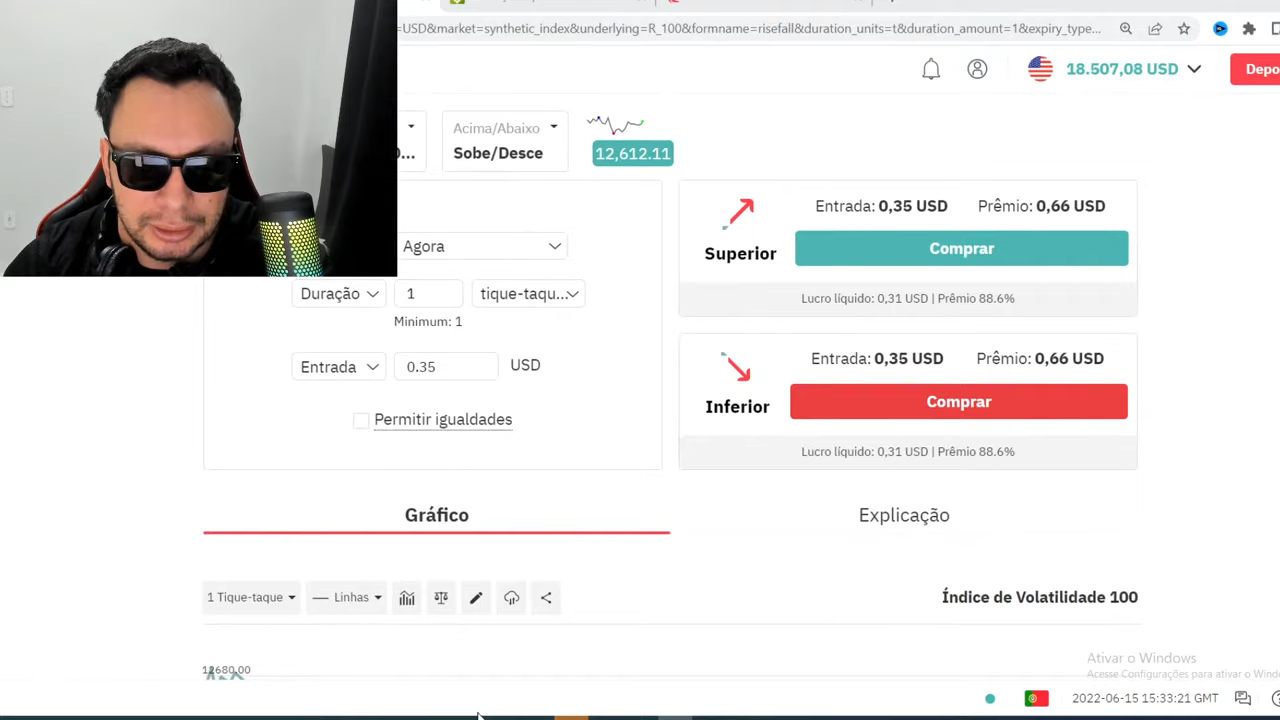 =USD&market=synthetic_index&underlying=R_100&formname=risefall&duration_units=t&duration_amount=1&expiry_type...
18.507,08 USD
Depo
Acima/Abaixo
Sobe/Desce
12,612.11
Agora
Duração
1
tique-taqu...
Minimum: 1
Entrada
0.35
USD
Permitir igualdades
Entrada: 0,35 USD Prêmio: 0,66 USD
Superior
Comprar
Lucro líquido: 0,31 USD | Prêmio 88.6%
Entrada: 0,35 USD Prêmio: 0,66 USD
Inferior
Comprar
Lucro líquido: 0,31 USD | Prêmio 88.6%
Gráfico
Explicação
1 Tique-taque
Linhas
Índice de Volatilidade 100
12680.00
Ativar o Windows
Acesse Configurações para ativar o Wind
2022-06-15 15:33:21 GMT